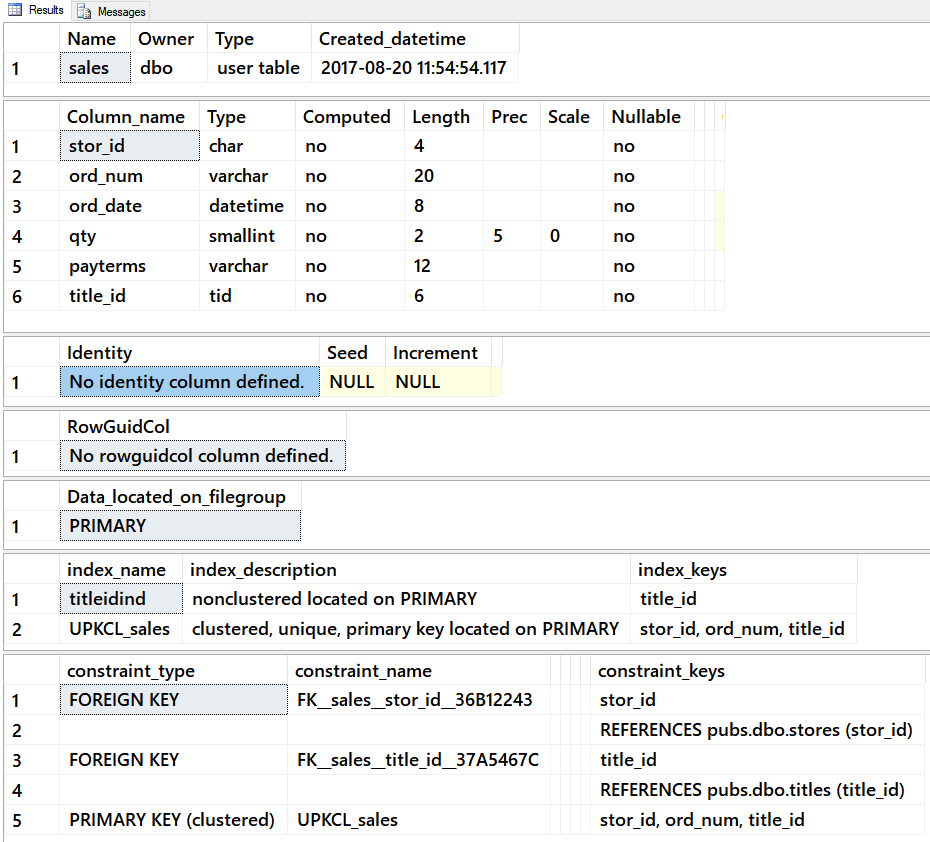 Results Messages
Name Owner Type Created_datetime
1 sales dbo user table 2017-08-20 11:54:54.117
Column_name Type Computed Length Prec Scale Nullable
1 stor_id char no 4 no
2 ord_num varchar no 20 no
3 ord_date datetime no 8 no
4 qty smallint no 2 5 0 no
5 payterms varchar no 12 no
6 title_id tid no 6 no
Identity Seed Increment
1 No identity column defined. NULL NULL
RowGuidCol
1 No rowguidcol column defined.
Data_located_on_filegroup
1 PRIMARY
index_name index_description index_keys
1 titleidind nonclustered located on PRIMARY title_id
2 UPKCL_sales clustered, unique, primary key located on PRIMARY stor_id, ord_num, title_id
constraint_type constraint_name constraint_keys
1 FOREIGN KEY FK__sales__stor_id__36B12243 stor_id
2 REFERENCES pubs.dbo.stores (stor_id)
3 FOREIGN KEY FK__sales__title_id__37A5467C title_id
4 REFERENCES pubs.dbo.titles (title_id)
5 PRIMARY KEY (clustered) UPKCL_sales stor_id, ord_num, title_id